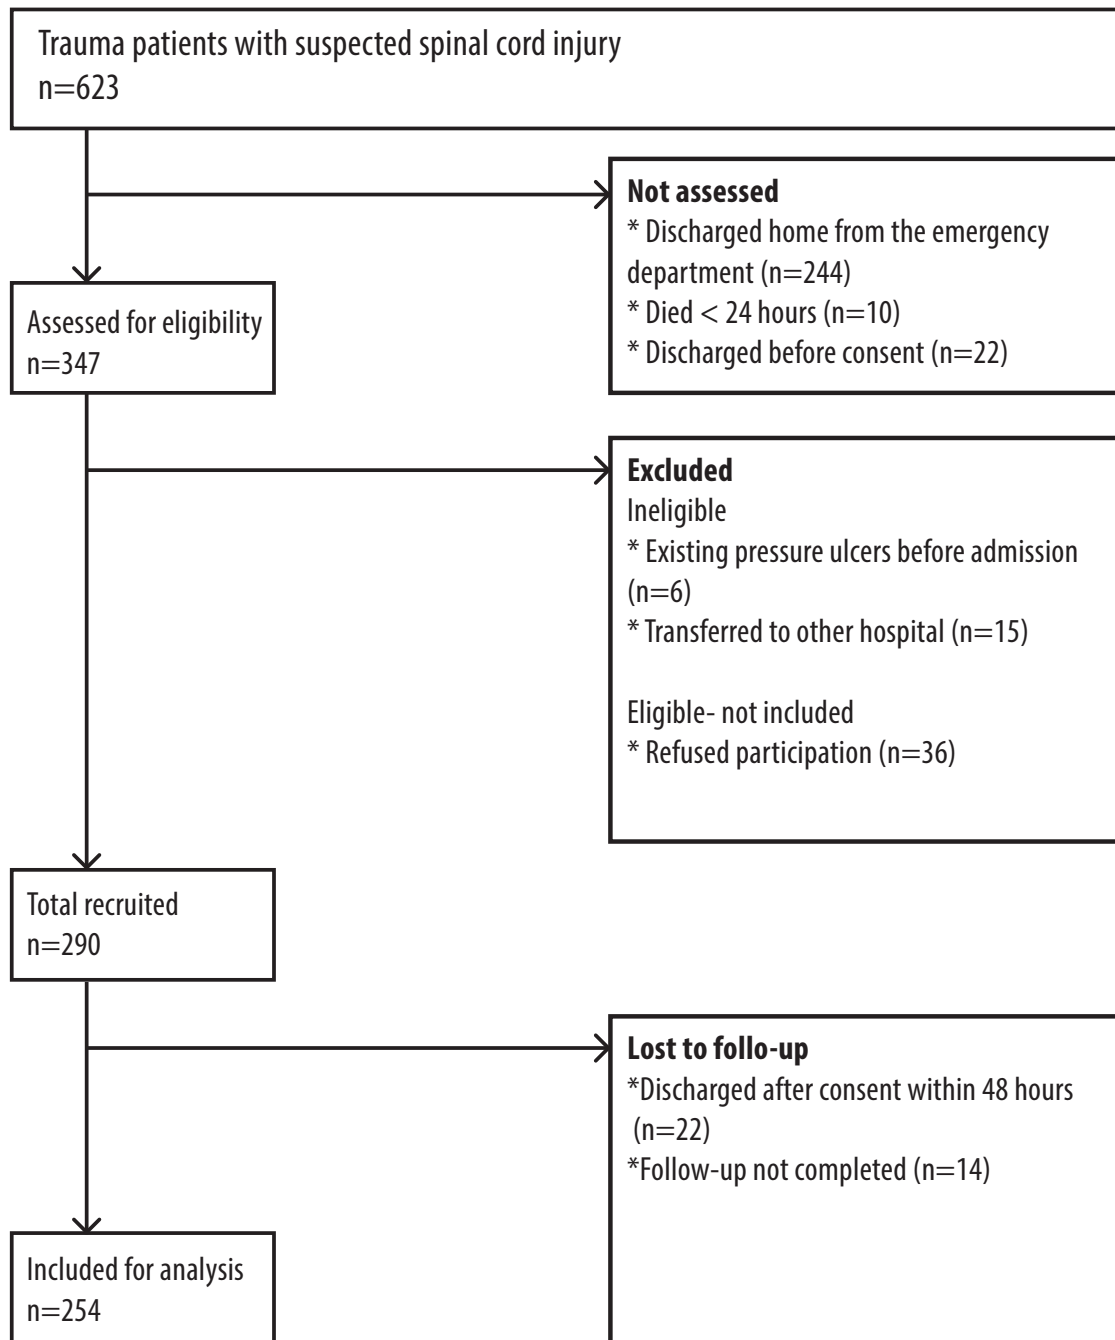 Trauma patients with suspected spinal cord injury
n=623
Not assessed
* Discharged home from the emergency
department (n=244)
* Died < 24 hours (n=10)
* Discharged before consent (n=22)
Assessed for eligibility
n=347
Excluded
Ineligible
* Existing pressure ulcers before admission
(n=6)
* Transferred to other hospital (n=15)
Eligible- not included
* Refused participation (n=36)
Total recruited
n=290
Lost to follo-up
*Discharged after consent within 48 hours
(n=22)
*Follow-up not completed (n=14)
Included for analysis
n=254